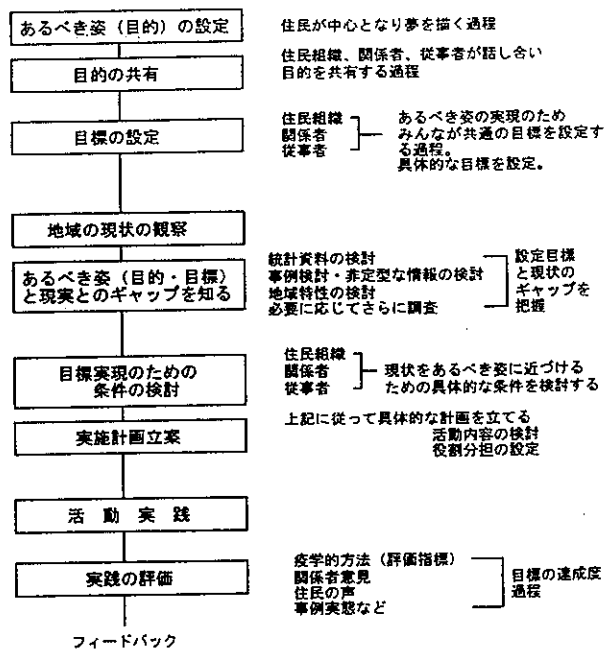 あるべき姿（目的）の設定
住民が中心となり夢を描く過程
目的の共有
住民組織、関係者、従事者が話し合い
目的を共有する過程
目標の設定
住民組織
関係者
従事者
あるべき姿の実現のため
みんなが共通の目標を設定す
る過程。
具体的な目標を設定。
地域の現状の観察
あるべき姿（目的・目標）
と現実とのギャップを知る
統計資料の検討
事例検討・非定型な情報の検討
地域特性の検討
必要に応じてさらに調査
設定目標
と現状の
ギャップを
把握
目標実現のための
条件の検討
住民組織
関係者
従事者
現状をあるべき姿に近づける
ための具体的な条件を検討する
実施計画立案
上記に従って具体的な計画を立てる
活動内容の検討
役割分担の設定
活動実践
実践の評価
疫学的方法（評価指標）
関係者意見
住民の声
事例実態など
目標の達成度
過程
フィードバック